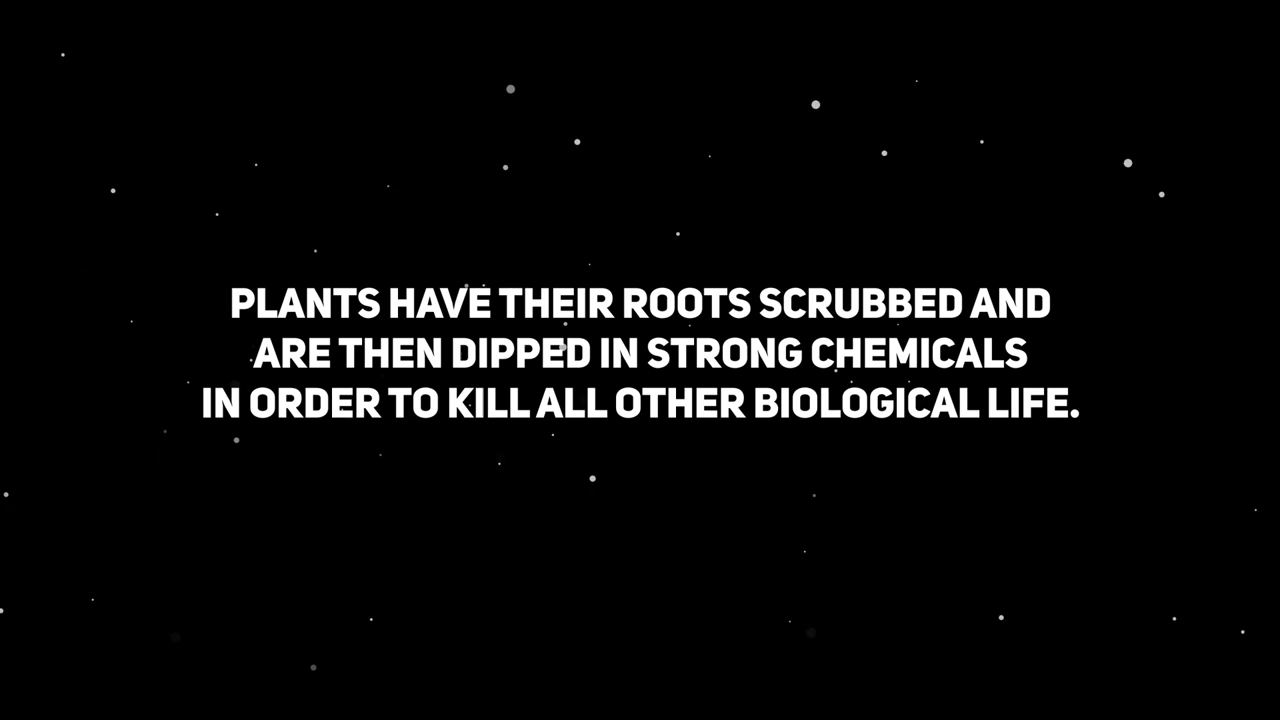 PLANTS HAVE THEIR ROOTS SCRUBBED AND
ARE THEN DIPPED IN STRONG CHEMICALS
IN ORDER TO KILL ALL OTHER BIOLOGICAL LIFE.